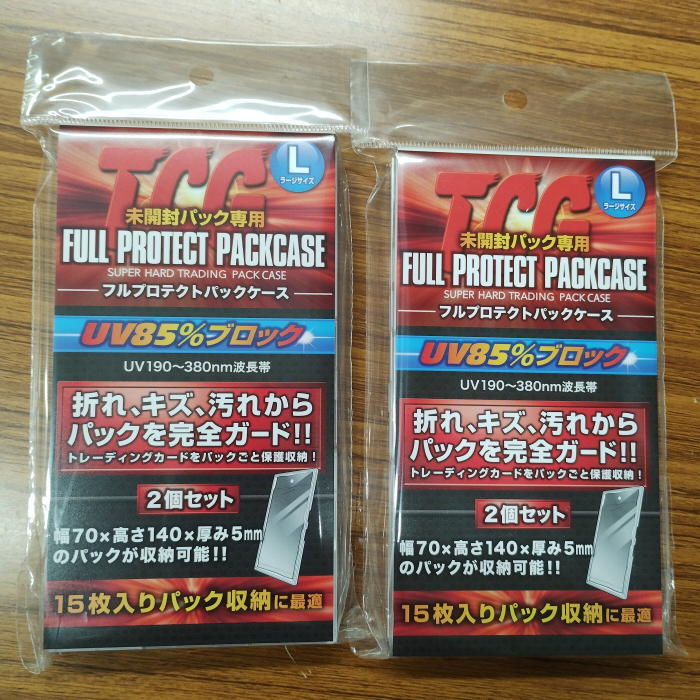 TCG
L
ラージサイズ
未開封パック専用
FULL PROTECT PACKCASE
SUPER HARD TRADING PACK CASE
フルプロテクトパックケース
UV85%ブロック
UV190〜380nm波長帯
折れ、キズ、汚れから
パックを完全ガード!!
トレーディングカードをパックごと保護収納!
2個セット
幅70×高さ140×厚み5mm
のパックが収納可能!!
15枚入りパック収納に最適
TCG
L
ラージサイズ
未開封パック専用
FULL PROTECT PACKCASE
SUPER HARD TRADING PACK CASE
フルプロテクトパックケース
UV85%ブロック
UV190〜380nm波長帯
折れ、キズ、汚れから
パックを完全ガード!!
トレーディングカードをパックごと保護収納!
2個セット
幅70×高さ140×厚み5mm
のパックが収納可能!!
15枚入りパック収納に最適